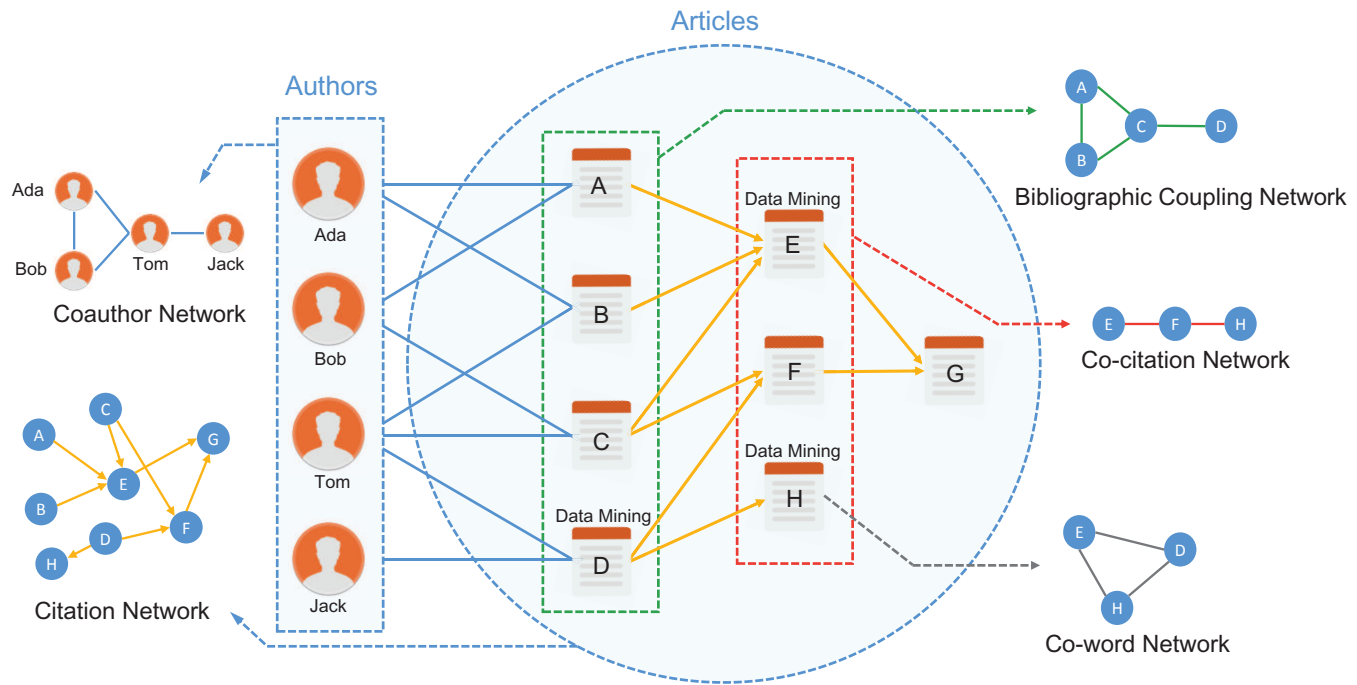 Articles
Authors
Ada
Bob
Tom
Jack
Coauthor Network
A
C
G
E
B
D
F
H
Citation Network
Ada
Bob
Tom
Jack
A
B
C
Data Mining
D
Data Mining
E
F
Data Mining
H
G
A
C
D
B
Bibliographic Coupling Network
E
F
H
Co-citation Network
E
D
H
Co-word Network